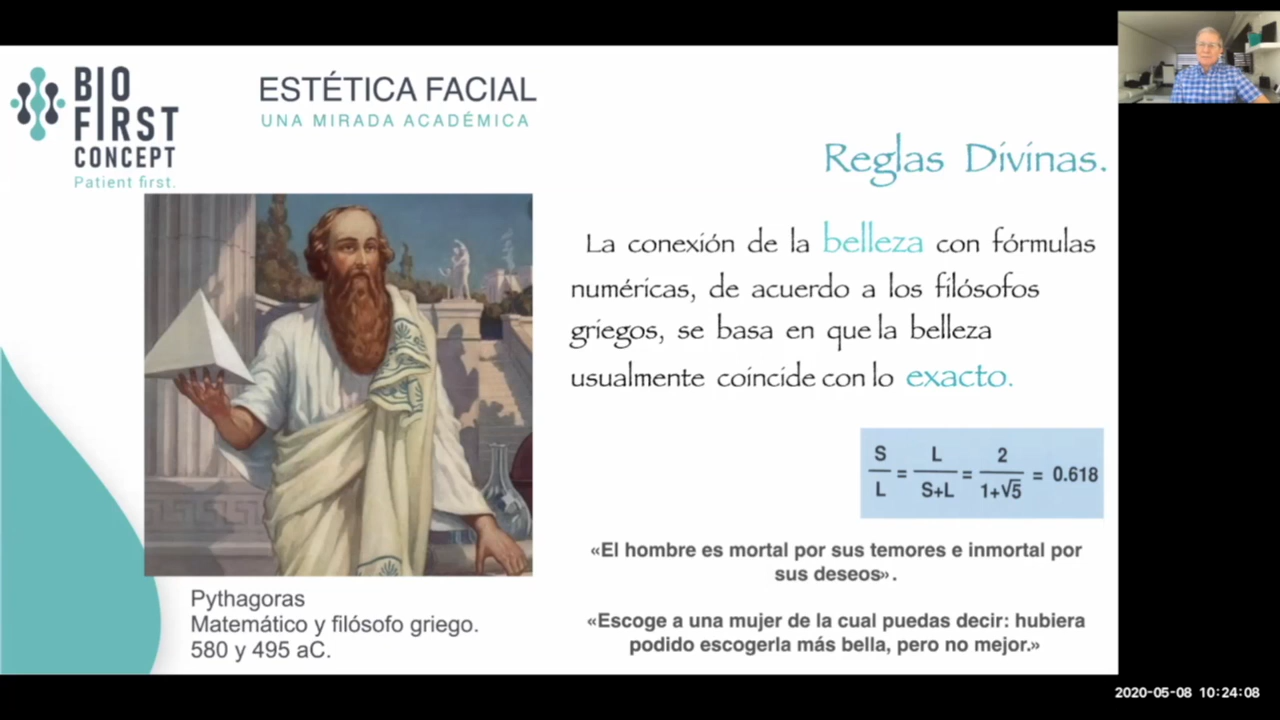 BIO
FIRST
CONCEPT
Patient first.
ESTÉTICA FACIAL
UNA MIRADA ACADÉMICA
Reglas Divinas.
La conexión de la belleza con fórmulas
numéricas, de acuerdo a los filósofos
griegos, se basa en que la belleza
usualmente coincide con lo exacto.
S/L = L/S+L = 2/1+√5 = 0.618
«El hombre es mortal por sus temores e inmortal por
sus deseos».
«Escoge a una mujer de la cual puedas decir: hubiera
podido escogerla más bella, pero no mejor.»
Pythagoras
Matemático y filósofo griego.
580 y 495 aC.
2020-05-08 10:24:08